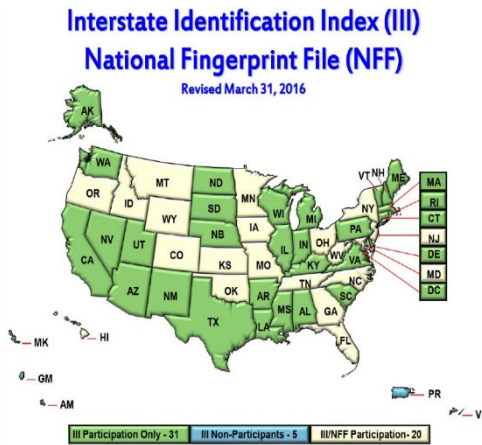 Interstate Identification Index (III)
National Fingerprint File (NFF)
Revised March 31, 2016
AK
WA
MT
ND
MN
VT
NH
ME
MA
OR
ID
SD
WI
MI
NY
RI
WY
CT
IA
PA
NJ
NV
NB
OH
DE
UT
CO
IL
IN
WV
VA
MD
CA
KS
MO
KY
DC
TN
NC
AZ
NM
OK
AR
SC
MS
AL
GA
TX
LA
FL
MK
HI
GM
AM
PR
III Participation Only - 31
III Non-Participants - 5
III/NFF Participation- 20